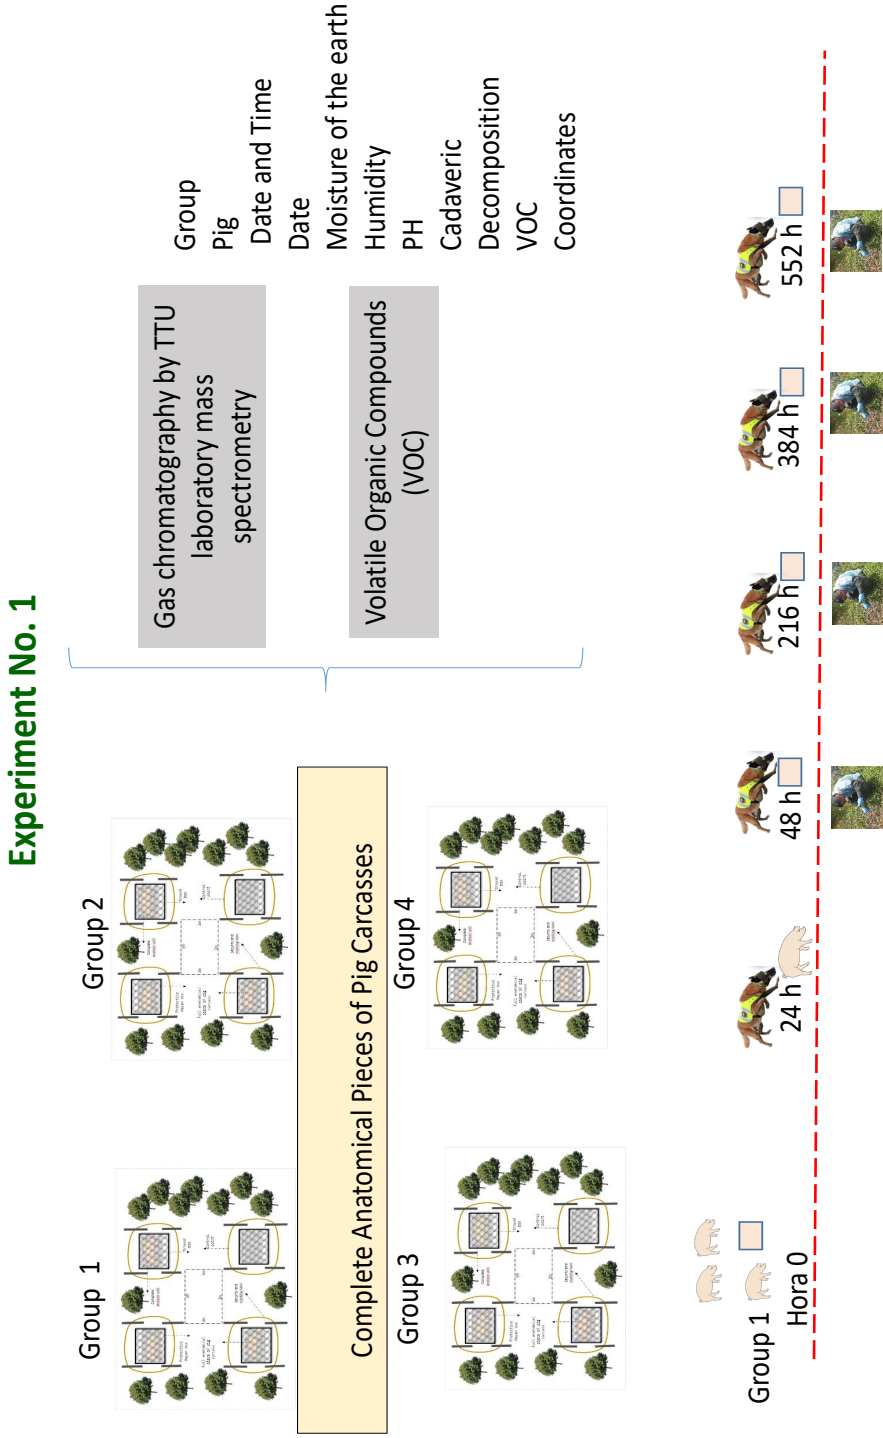 Experiment No. 1
Group 1
Group 2
Complete Anatomical Pieces of Pig Carcasses
Group 3
Group 4
Gas chromatography by TTU
laboratory mass
spectrometry
Volatile Organic Compounds
(VOC)
Group
Pig
Date and Time
Date
Moisture of the earth
Humidity
PH
Cadaveric
Decomposition
VOC
Coordinates
Group 1
Hora 0
24 h
48 h
216 h
384 h
552 h